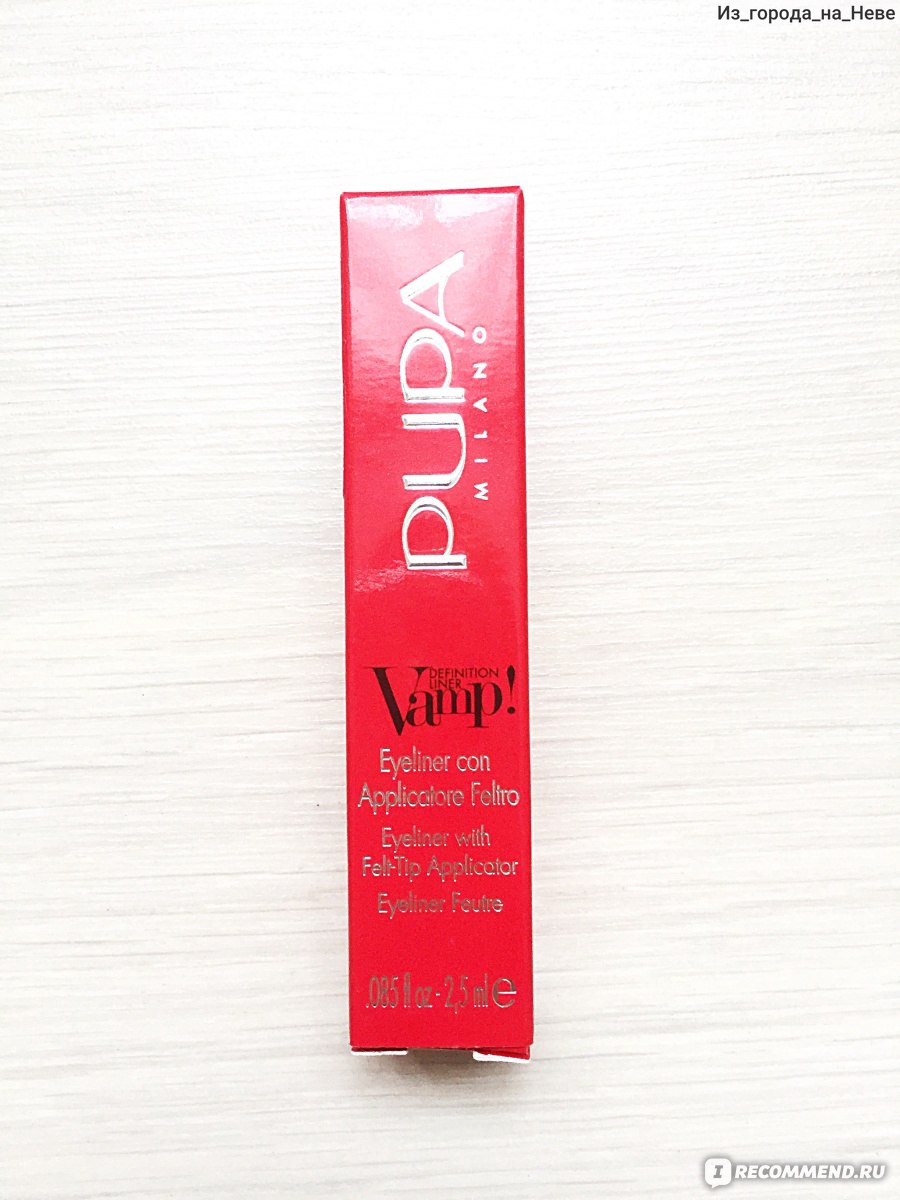 Из_города_на_Неве
PUPA
MILANO
DEFINITION
LINER
Vamp!
Eyeliner con
Applicatore Feltro
Eyeliner with
Felt-Tip Applicator
Eyeliner Feutre
.085 fl oz - 2,5 ml e
I RECOMMEND.RU